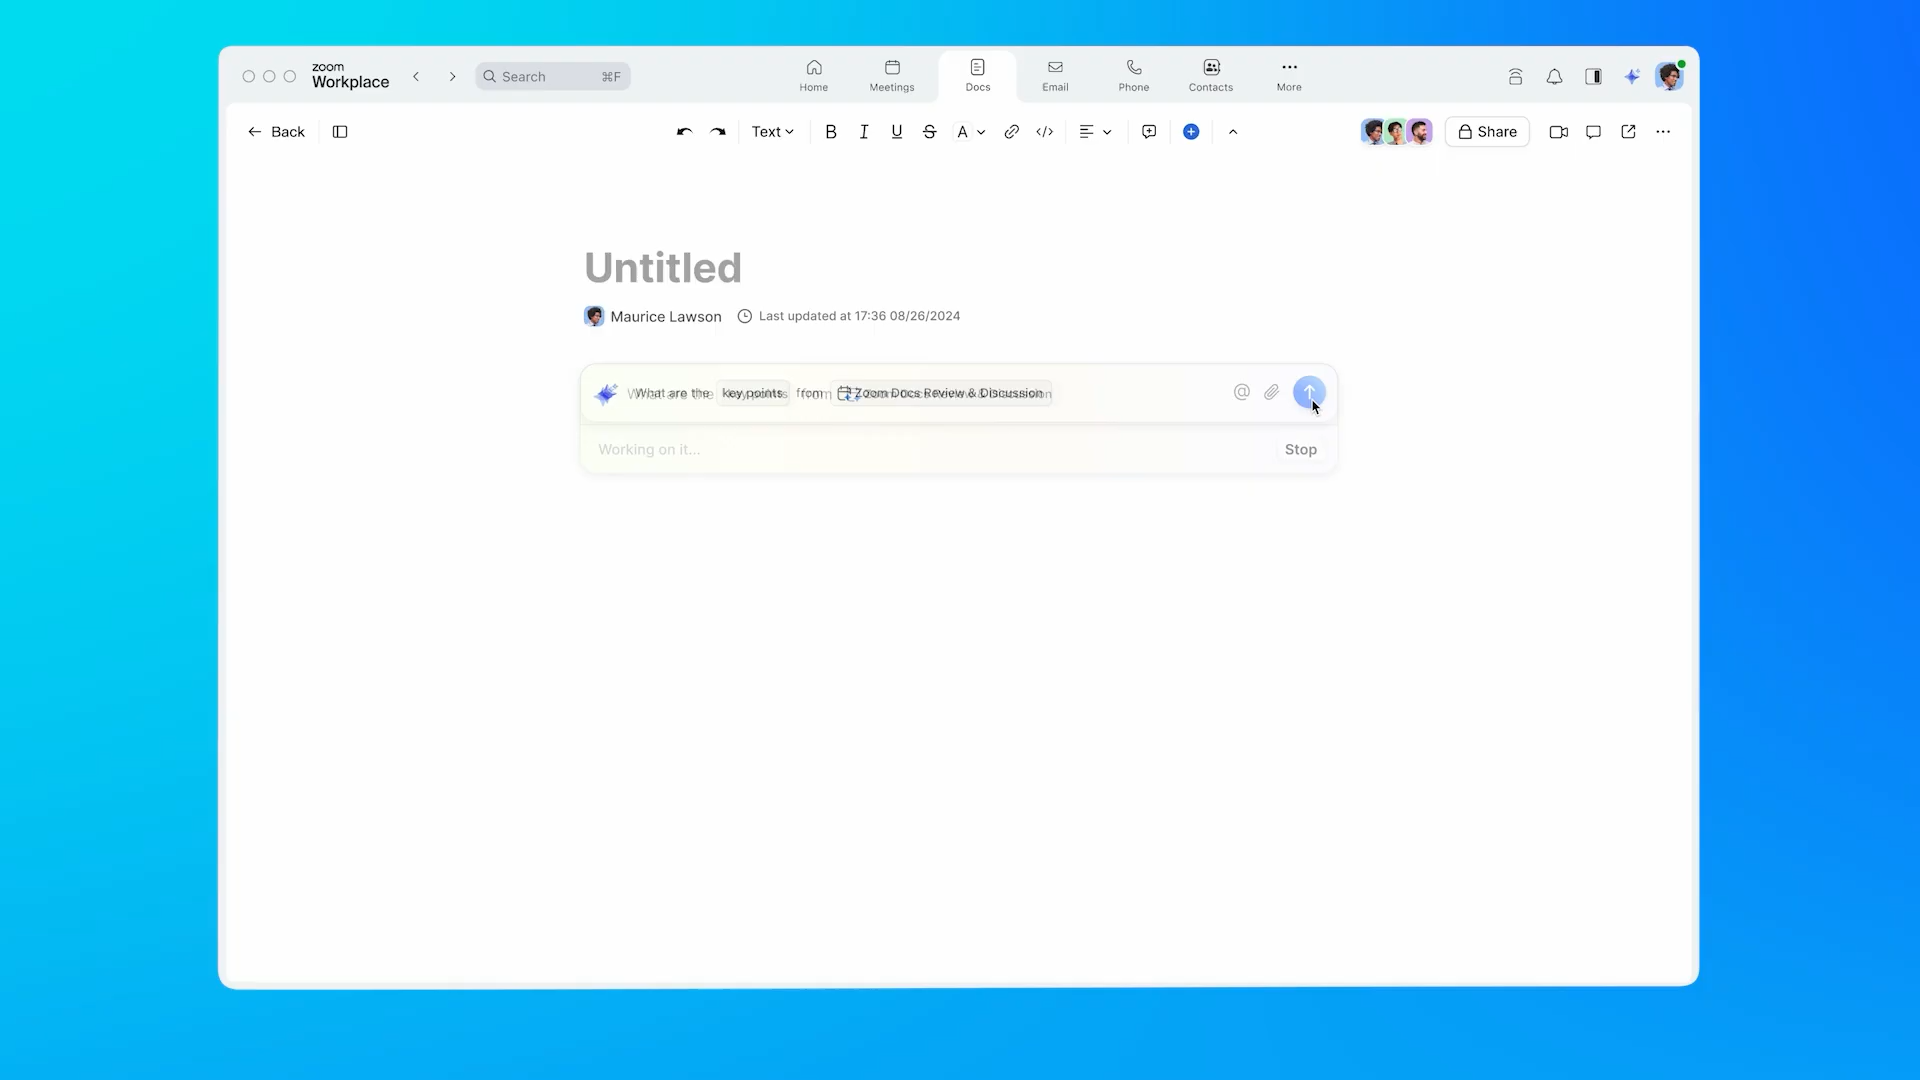 zoom
Workplace
Search ⌘F
Home
Meetings
Docs
Email
Phone
Contacts
More
Back
Text
B I U S A </>
Share
Untitled
Maurice Lawson
Last updated at 17:36 08/26/2024
What are the key points from Zoom Docs Review & Discussion
@
Working on it...
Stop